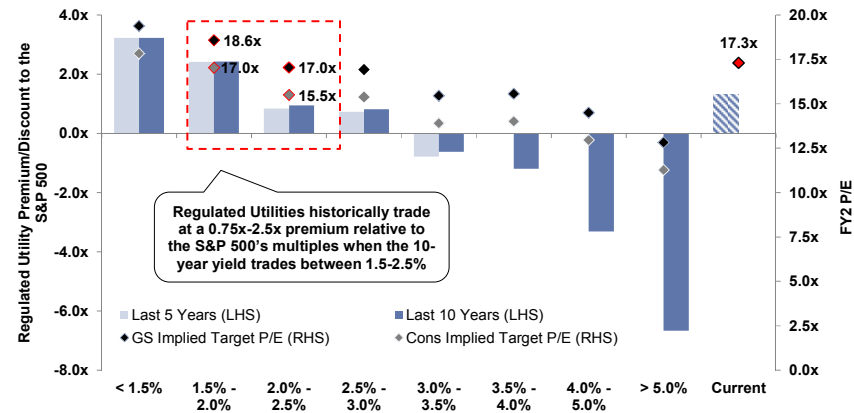 Regulated Utility Premium/Discount to the
S&P 500
4.0x
2.0x
0.0x
-2.0x
-4.0x
-6.0x
-8.0x
18.6x
17.0x
17.0x
15.5x
17.3x
20.0x
17.5x
15.0x
12.5x
10.0x
7.5x
5.0x
2.5x
0.0x
FY2 P/E
Regulated Utilities historically trade
at a 0.75x-2.5x premium relative to
the S&P 500's multiples when the 10-
year yield trades between 1.5-2.5%
Last 5 Years (LHS)
Last 10 Years (LHS)
GS Implied Target P/E (RHS)
Cons Implied Target P/E (RHS)
< 1.5%
1.5% -
2.0%
2.0% -
2.5%
2.5% -
3.0%
3.0% -
3.5%
3.5% -
4.0%
4.0% -
5.0%
> 5.0%
Current